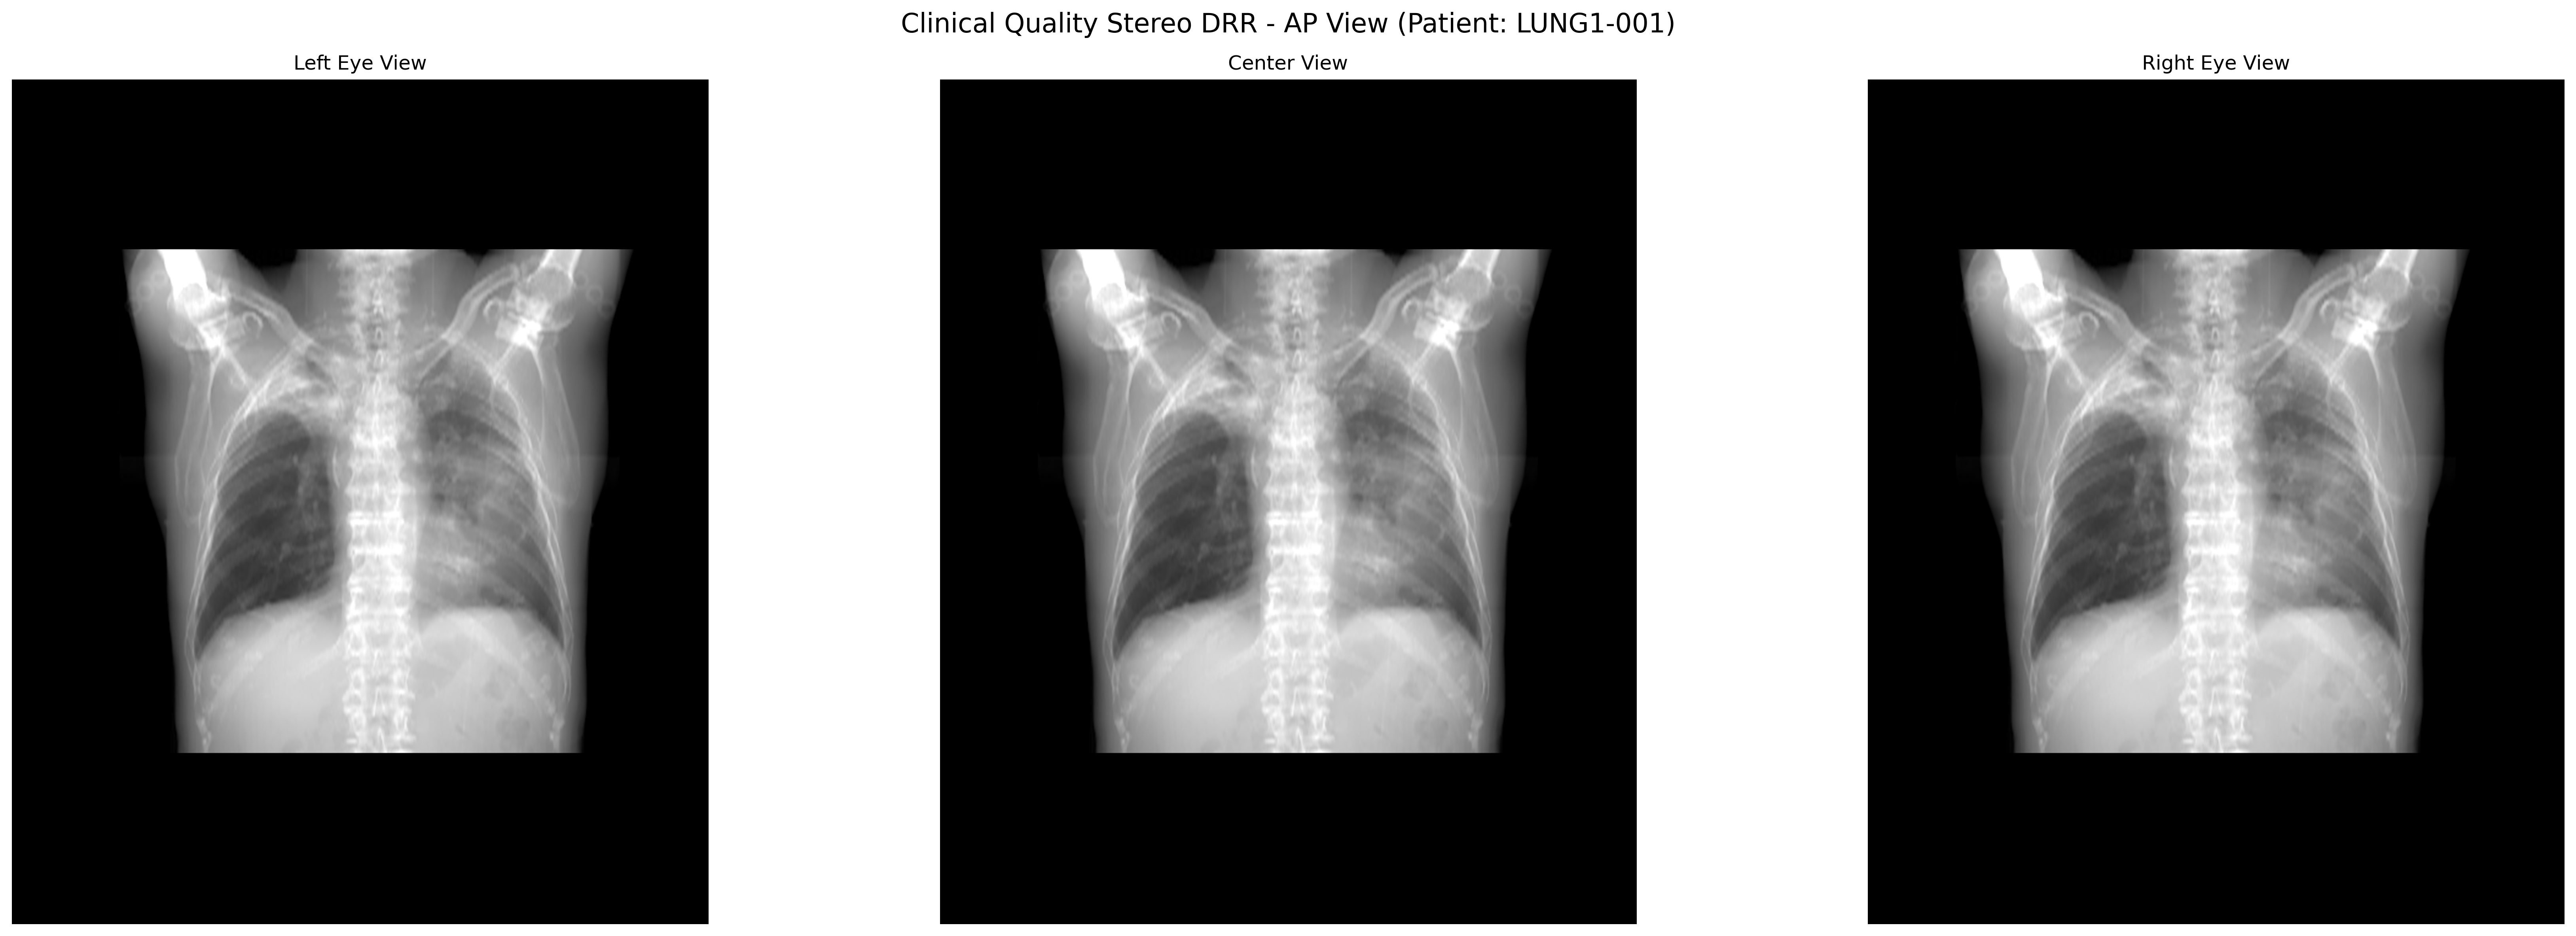 Clinical Quality Stereo DRR - AP View (Patient: LUNG1-001)
Left Eye View
Center View
Right Eye View